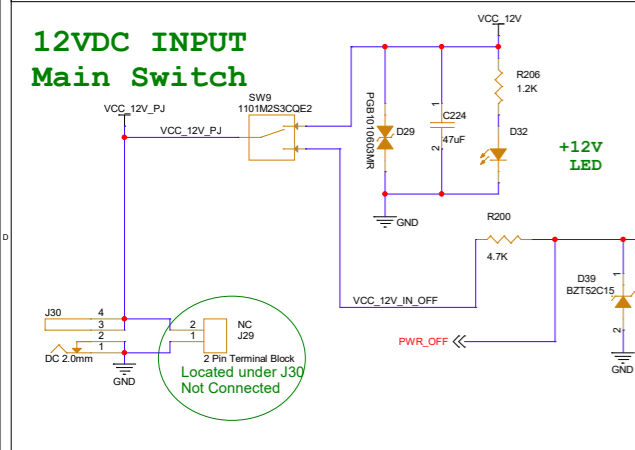 12VDC INPUT
Main Switch
VCC_12V
SW9
1101M2S3CQE2
VCC_12V_PJ
VCC_12V_PJ
PGB1010603MR
D29
1
C224
47uF
2
R206
1.2K
D32
+12V
LED
GND
D
R200
4.7K
VCC_12V_IN_OFF
D39
BZT52C15
1
2
GND
PWR_OFF
J30
4
3
2
1
DC 2.0mm
GND
2
1
NC
J29
2 Pin Terminal Block
Located under J30
Not Connected